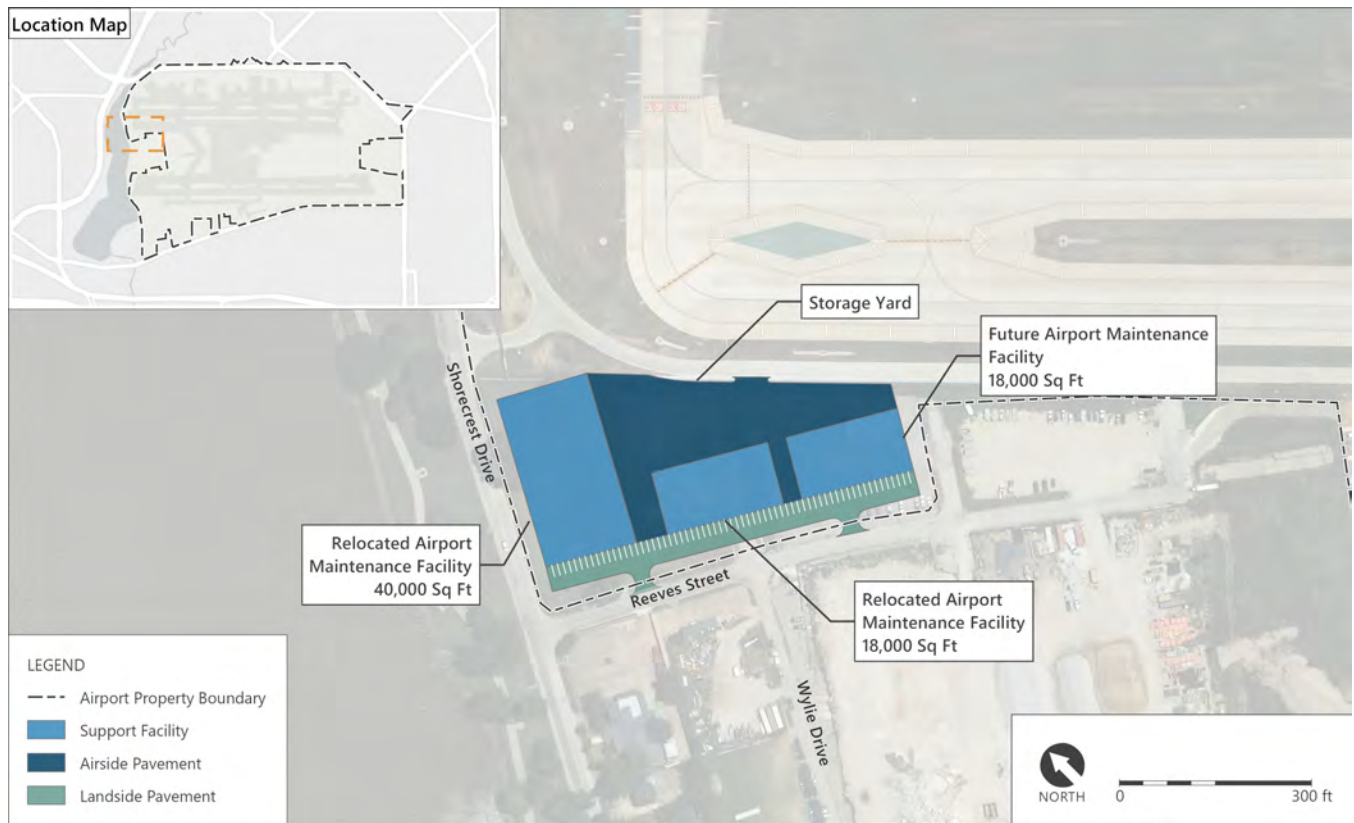 Location Map
Storage Yard
Future Airport Maintenance
Facility
18,000 Sq Ft
Shorecrest Drive
Relocated Airport
Maintenance Facility
40,000 Sq Ft
Reeves Street
Relocated Airport
Maintenance Facility
18,000 Sq Ft
Wylie Drive
LEGEND
Airport Property Boundary
Support Facility
Airside Pavement
Landside Pavement
NORTH
0
300 ft